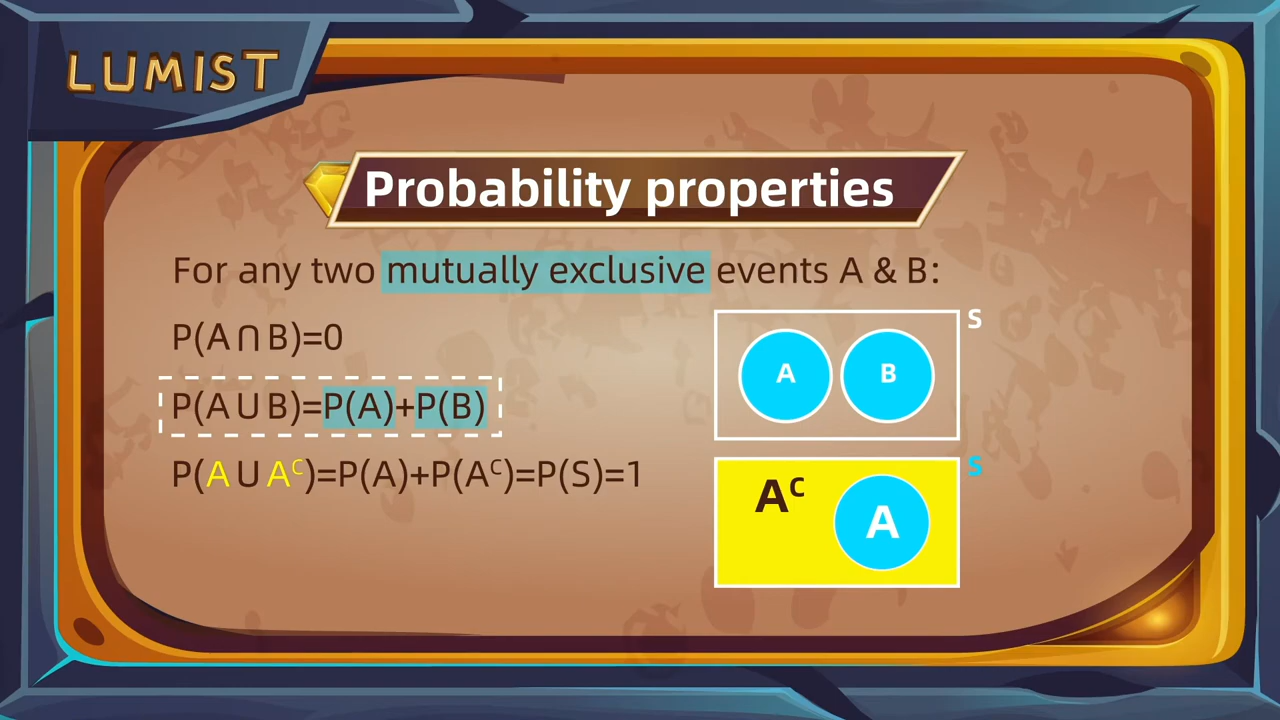 LUMIST
Probability properties
For any two mutually exclusive events A & B:
P(A∩B)=0
P(A∪B)=P(A)+P(B)
P(A∪Aᶜ)=P(A)+P(Aᶜ)=P(S)=1
S
A B
S
Aᶜ A